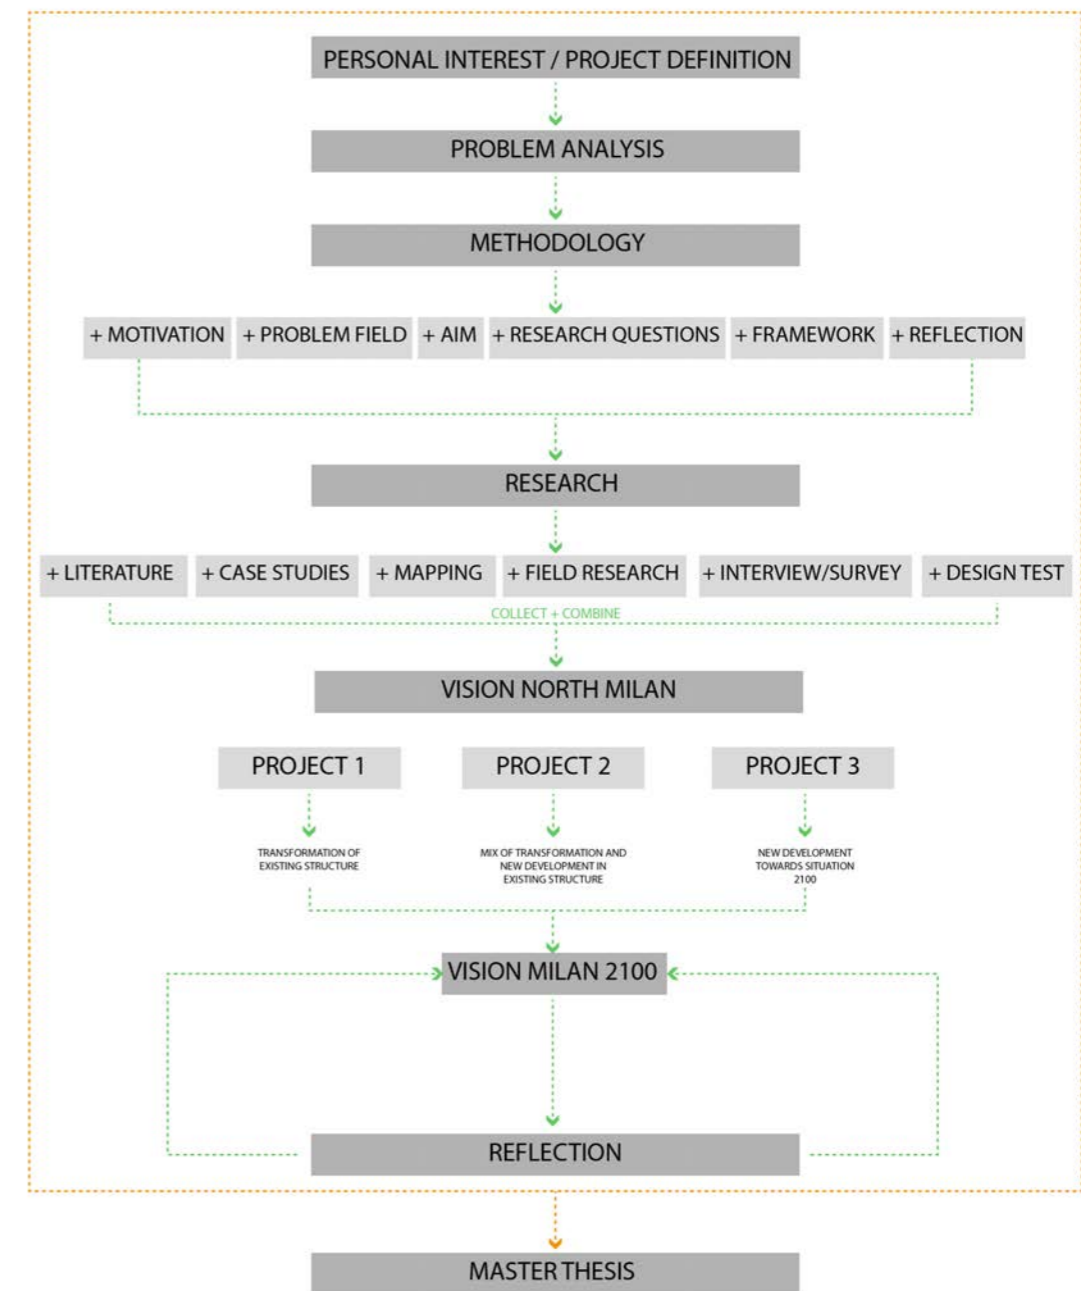 PERSONAL INTEREST / PROJECT DEFINITION
PROBLEM ANALYSIS
METHODOLOGY
+ MOTIVATION
+ PROBLEM FIELD
+ AIM
+ RESEARCH QUESTIONS
+ FRAMEWORK
+ REFLECTION
RESEARCH
+ LITERATURE
+ CASE STUDIES
+ MAPPING
+ FIELD RESEARCH
+ INTERVIEW/SURVEY
+ DESIGN TEST
COLLECT + COMBINE
VISION NORTH MILAN
PROJECT 1
PROJECT 2
PROJECT 3
TRANSFORMATION OF
EXISTING STRUCTURE
MIX OF TRANSFORMATION AND
NEW DEVELOPMENT IN
EXISTING STRUCTURE
NEW DEVELOPMENT
TOWARDS SITUATION
2100
VISION MILAN 2100
REFLECTION
MASTER THESIS